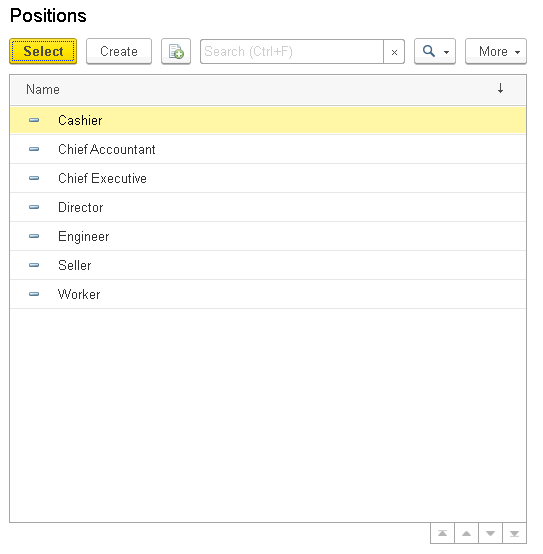 Positions
Select Create Search (Ctrl+F) × More
Name ↓
Cashier
Chief Accountant
Chief Executive
Director
Engineer
Seller
Worker